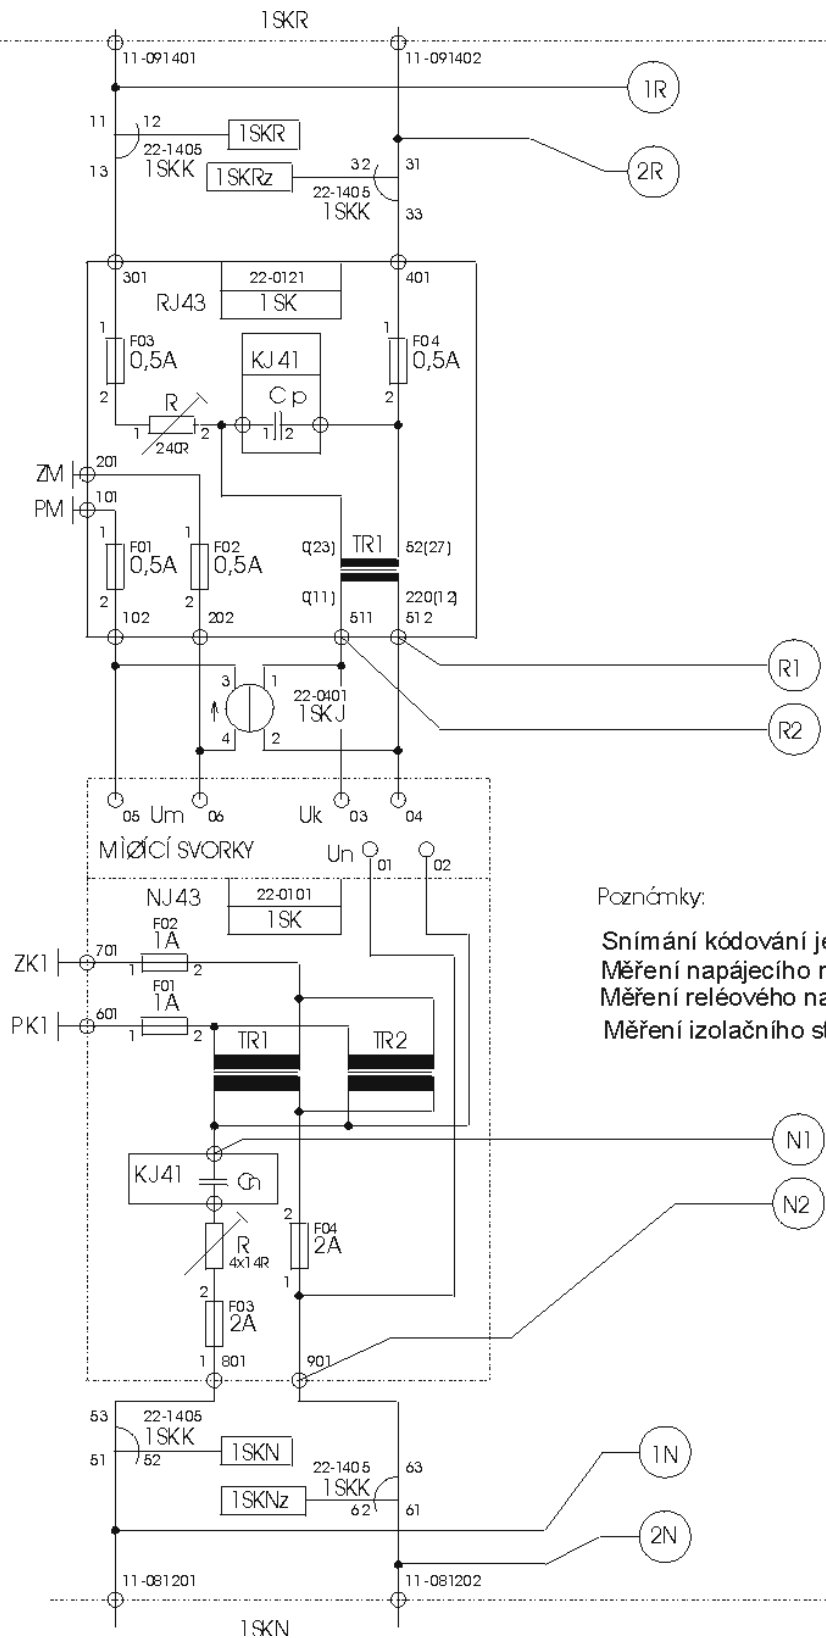 1SKR
11-091401
11-091402
1R
11
12
1SKR
22-1405
1SKK
13
1SKRz
32
31
22-1405
1SKK
33
2R
301
22-0121
401
RJ43
1SK
1
F03
0,5A
2
KJ41
1
F04
0,5A
2
R
Cp
1
2
1
2
240R
ZM
201
PM
101
1
F01
0,5A
2
1
F02
0,5A
2
0(23)
TR1
52(27)
0(11)
220(12)
102
202
511
512
R1
3
1
22-0401
1SKJ
4
2
R2
05
Um
06
Uk
03
04
MÌØÍCÍ SVORKY
Un
01
02
NJ43
22-0101
1SK
Poznámky:
Snímání kódování je
Měření napájecího
Měření reléového na
Měření izolačního
F02
1A
ZK1
701
1
2
F01
1A
PK1
601
1
2
TR1
TR2
N1
KJ41
Cn
N2
R
4x14R
2
F04
2A
1
2
F03
2A
1
801
901
53
22-1405
1SKK
51
52
1SKN
22-1405
63
1SKK
1SKNz
62
61
1N
2N
11-081201
11-081202
1SKN